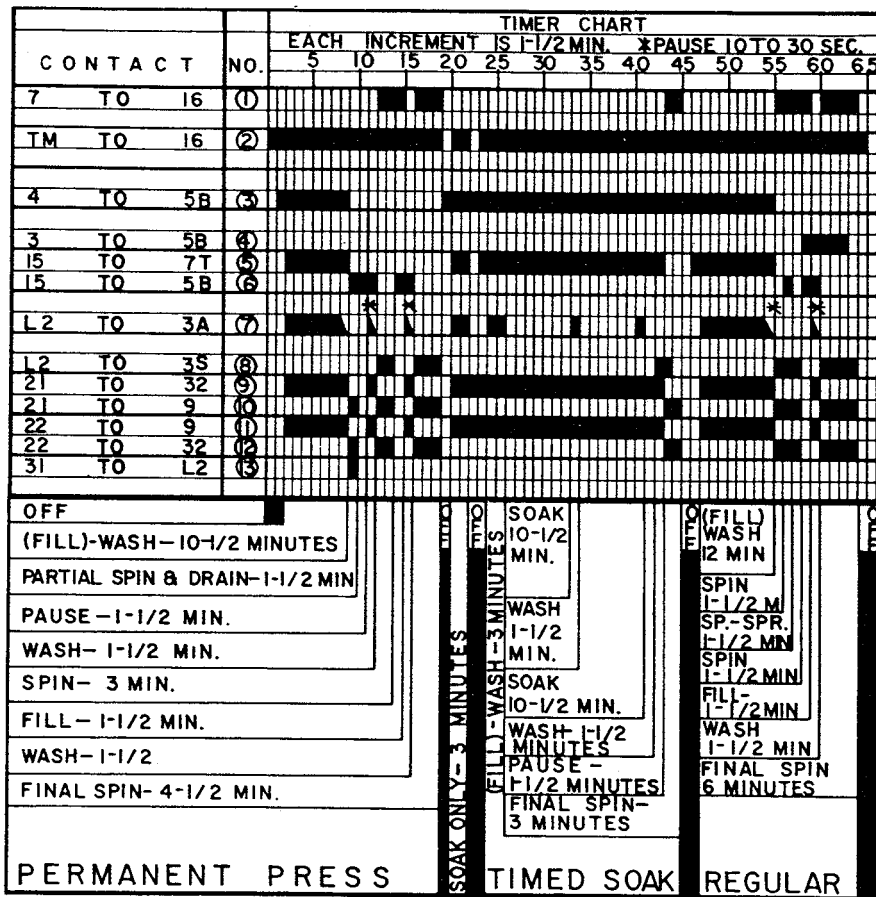 TIMER CHART
EACH INCREMENT IS 1-1/2 MIN. *PAUSE 10 TO 30 SEC.
CONTACT NO. 5 10 15 20 25 30 35 40 45 50 55 60 65
7 TO 16 ①
TM TO 16 ②
4 TO 5B ③
3 TO 5B ④
15 TO 7T ⑤
15 TO 5B ⑥
* * * *
L2 TO 3A ⑦
L2 TO 3S ⑧
21 TO 32 ⑨
21 TO 9 ⑩
22 TO 9 ⑪
22 TO 32 ⑫
31 TO L2 ⑬
OFF
(FILL)-WASH-10-1/2 MINUTES
PARTIAL SPIN & DRAIN-1-1/2 MIN
PAUSE-1-1/2 MIN.
WASH-1-1/2 MIN.
SPIN-3 MIN.
FILL-1-1/2 MIN.
WASH-1-1/2
FINAL SPIN-4-1/2 MIN.
PERMANENT PRESS
OFF
SOAK ONLY-3 MINUTES
OFF
(FILL)-WASH-3 MINUTES
SOAK
10-1/2
MIN.
WASH
1-1/2
MIN.
SOAK
10-1/2 MIN.
WASH-1-1/2
MINUTES
PAUSE-
1-1/2 MINUTES
FINAL SPIN-
3 MINUTES
TIMED SOAK
OFF
(FILL)
WASH
12 MIN
SPIN
1-1/2 M
SP.-SPR.
1-1/2 MIN
SPIN
1-1/2 MIN
FILL-
1-1/2 MIN
WASH
1-1/2 MIN
FINAL SPIN
6 MINUTES
REGULAR
OFF